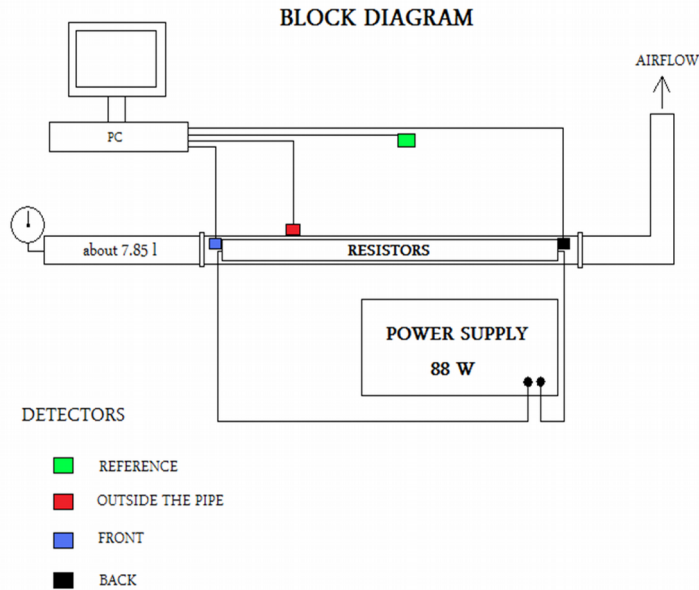 BLOCK DIAGRAM
AIRFLOW
PC
about 7.85 l
RESISTORS
POWER SUPPLY
88 W
DETECTORS
REFERENCE
OUTSIDE THE PIPE
FRONT
BACK